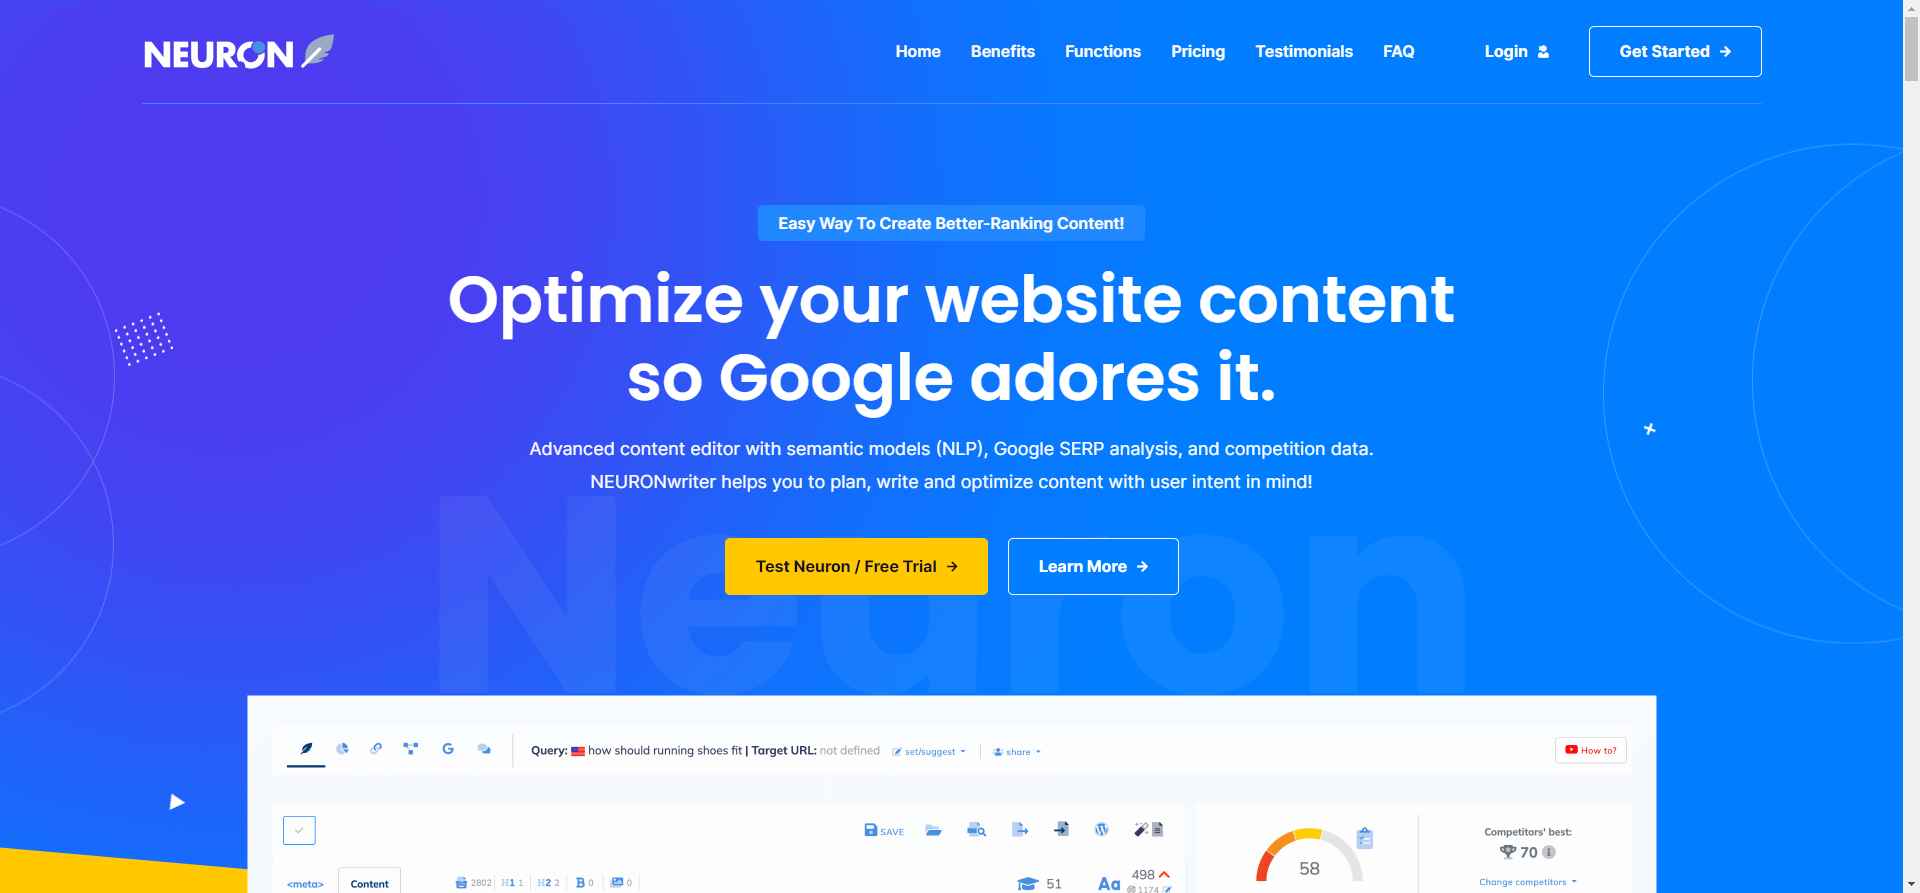 NEURON
Home Benefits Functions Pricing Testimonials FAQ Login Get Started
Easy Way To Create Better-Ranking Content!
Optimize your website content
so Google adores it.
Advanced content editor with semantic models (NLP), Google SERP analysis, and competition data.
NEURONwriter helps you to plan, write and optimize content with user intent in mind!
Neuron
Test Neuron / Free Trial Learn More
Query: how should running shoes fit | Target URL: not defined set/suggest share How to?
SAVE
58
Competitors' best:
70
Change competitors
<meta> Content 2802 H1 1 H2 2 B 0 0 51 Aa 498
1174